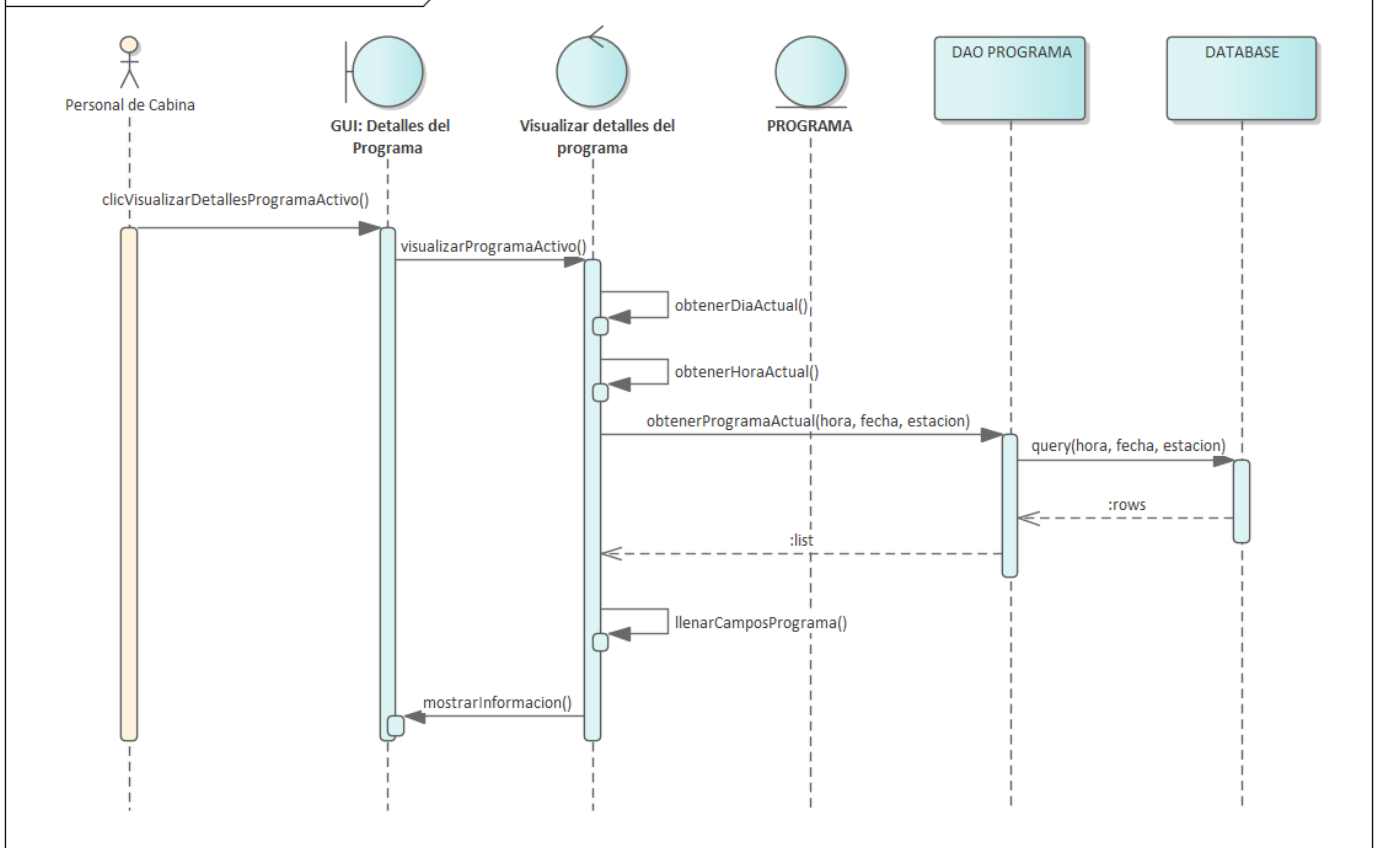 Personal de Cabina
GUI: Detalles del
Programa
Visualizar detalles del
programa
PROGRAMA
DAO PROGRAMA
DATABASE
clicVisualizarDetallesProgramaActivo()
visualizarProgramaActivo()
obtenerDiaActual()
obtenerHoraActual()
obtenerProgramaActual(hora, fecha, estacion)
query(hora, fecha, estacion)
:rows
:list
llenarCamposPrograma()
mostrarInformacion()